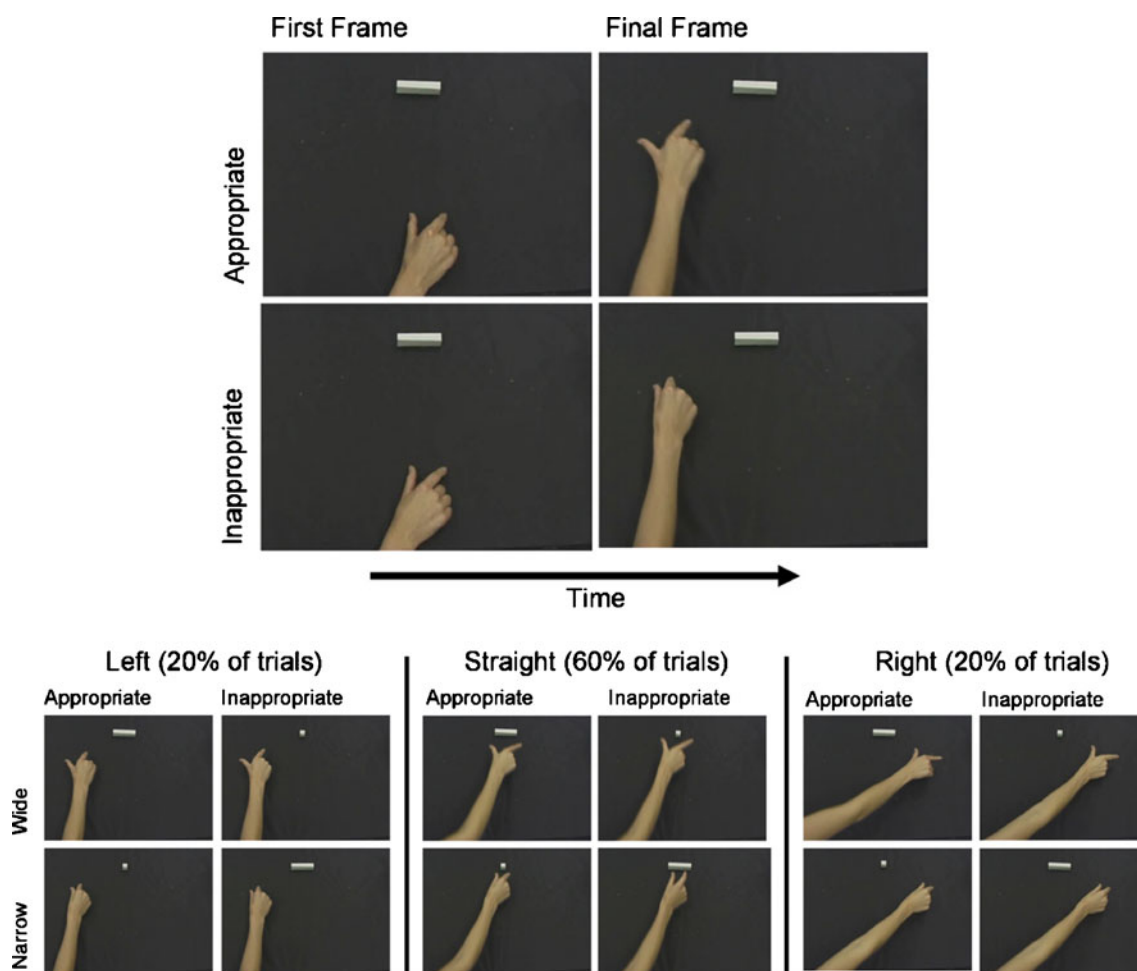 First Frame
Final Frame
Appropriate
Inappropriate
Time
Left (20% of trials)
Straight (60% of trials)
Right (20% of trials)
Appropriate
Inappropriate
Appropriate
Inappropriate
Appropriate
Inappropriate
Wide
Narrow